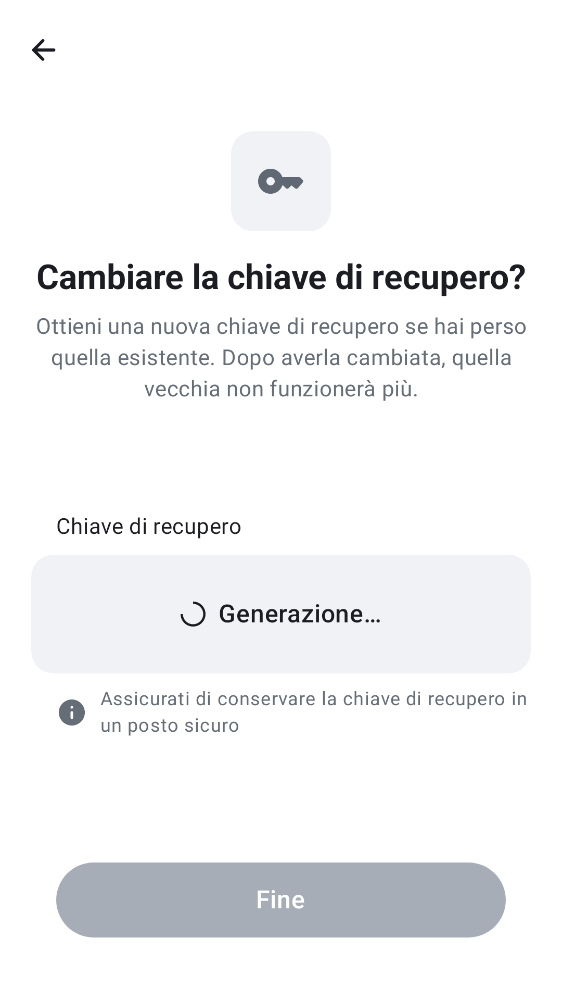 Cambiare la chiave di recupero?
Ottieni una nuova chiave di recupero se hai perso
quella esistente. Dopo averla cambiata, quella
vecchia non funzionerà più.
Chiave di recupero
Generazione…
Assicurati di conservare la chiave di recupero in
un posto sicuro
Fine